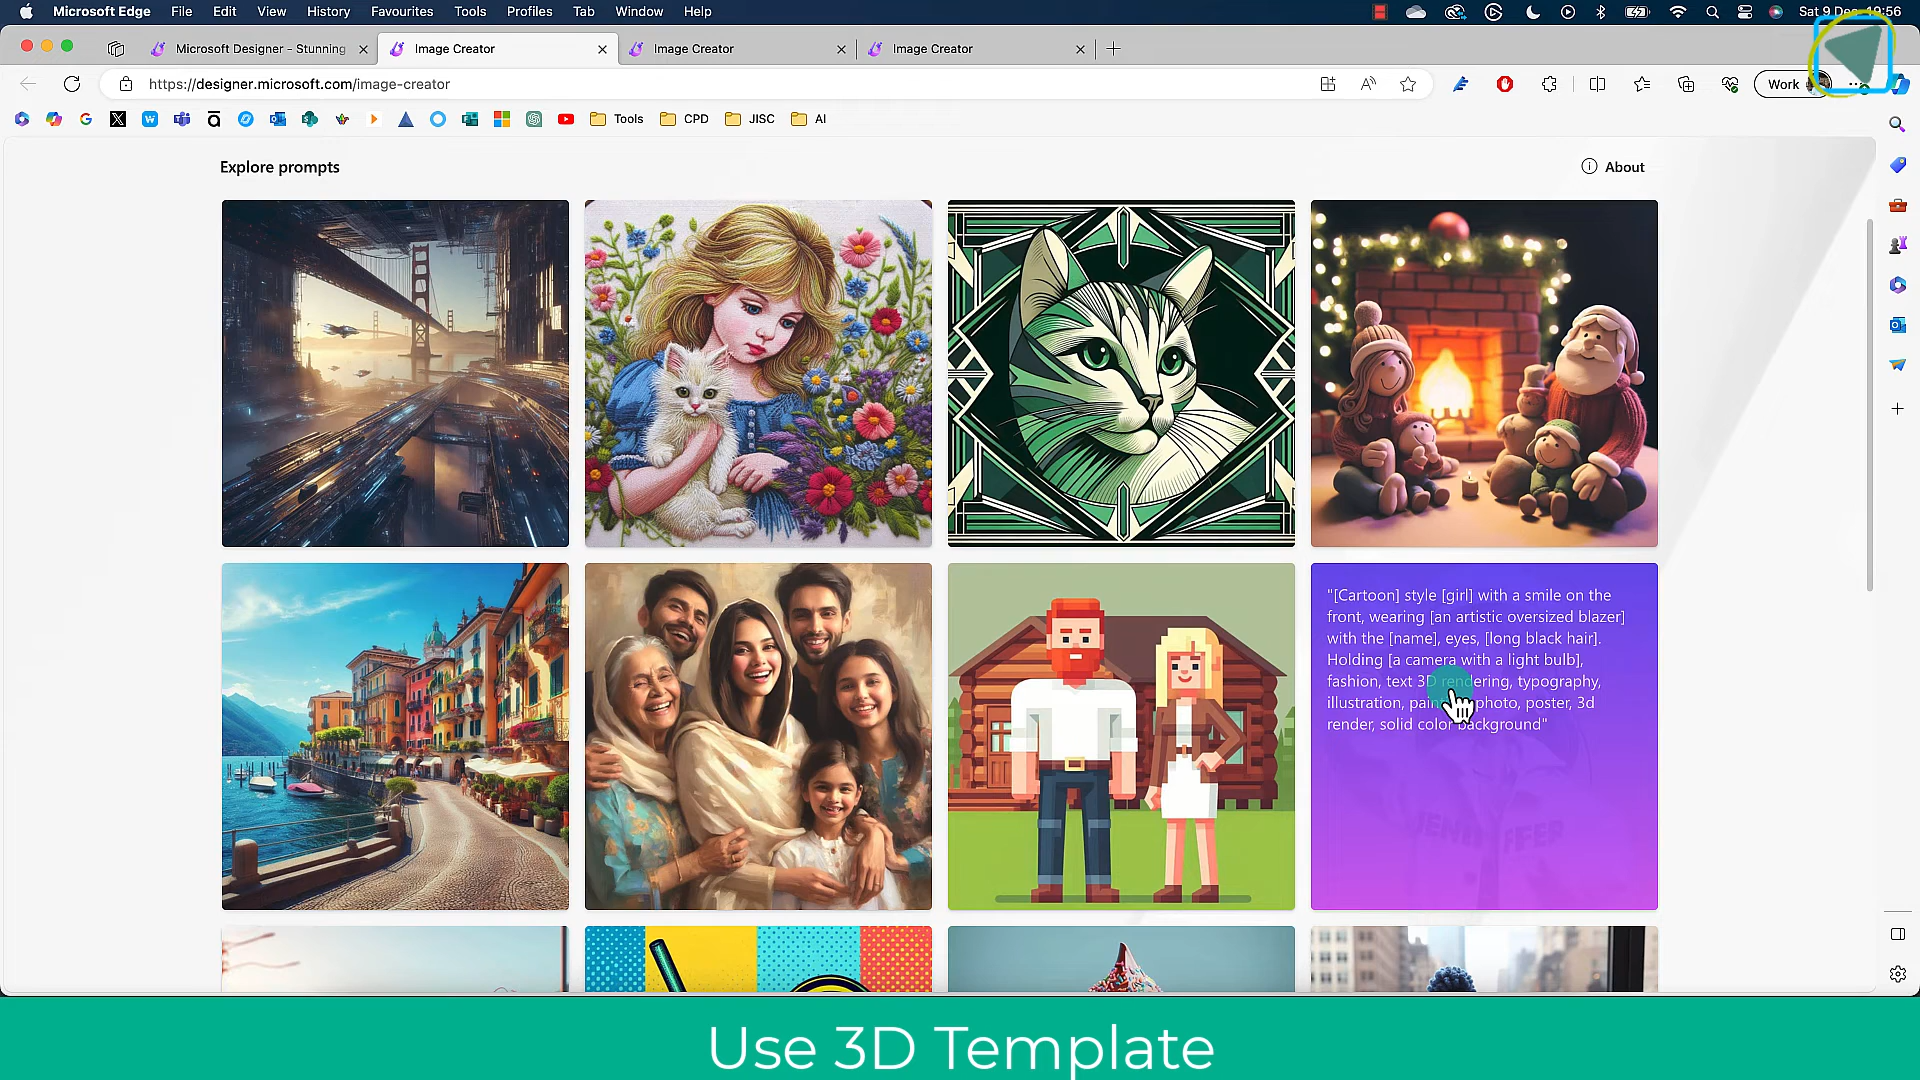 Microsoft Edge File Edit View History Favourites Tools Profiles Tab Window Help
Microsoft Designer - Stunning
Image Creator
Image Creator
Image Creator
https://designer.microsoft.com/image-creator
Work
Tools
CPD
JISC
AI
Explore prompts
About
"[Cartoon] style [girl] with a smile on the
front, wearing [an artistic oversized blazer]
with the [name], eyes, [long black hair].
Holding [a camera with a light bulb],
fashion, text 3D rendering, typography,
illustration, photo, poster, 3d
render, solid color background"
Use 3D Template